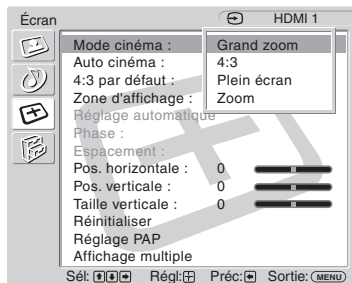 Écran HDMI 1
Mode cinéma : Grand zoom
Auto cinéma : 4:3
4:3 par défaut : Plein écran
Zone d'affichage : Zoom
Réglage automatique
Phase :
Espacement :
Pos. horizontale : 0
Pos. verticale : 0
Taille verticale : 0
Réinitialiser
Réglage PAP
Affichage multiple
Sél: Régl: Préc: Sortie: MENU